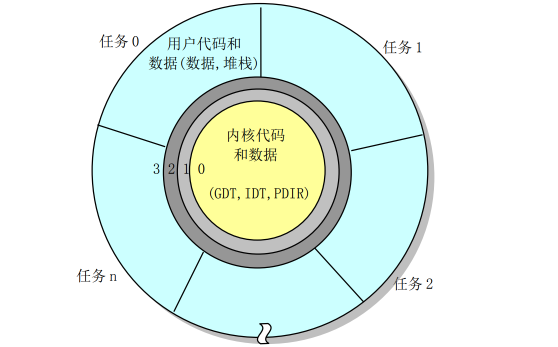 任务0
用户代码和
数据(数据,堆栈)
任务1
内核代码
和数据
3 2 1 0
(GDT,IDT,PDIR)
任务n
任务2